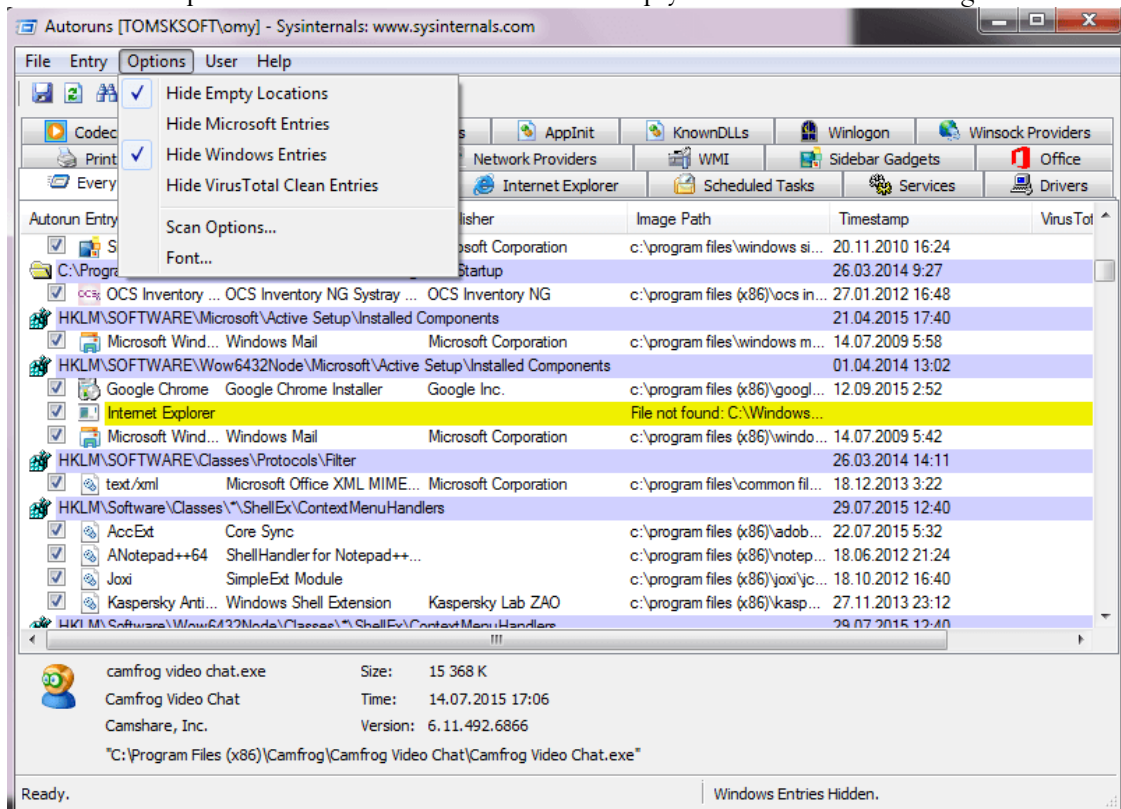 Autoruns [TOMSKSOFT\omy] - Sysinternals: www.sysinternals.com
File Entry Options User Help
Hide Empty Locations
Hide Microsoft Entries
Hide Windows Entries
Hide VirusTotal Clean Entries
Scan Options...
Font...
Codec s AppInit KnownDLLs Winlogon Winsock Providers
Print Network Providers WMI Sidebar Gadgets Office
Every Internet Explorer Scheduled Tasks Services Drivers
Autorun Entry lisher Image Path Timestamp VirusTot
S osoft Corporation c:\program files\windows si... 20.11.2010 16:24
C:\Progra Startup 26.03.2014 9:27
OCS Inventory ... OCS Inventory NG Systray ... OCS Inventory NG c:\program files (x86)\ocs in... 27.01.2012 16:48
HKLM\SOFTWARE\Microsoft\Active Setup\Installed Components 21.04.2015 17:40
Microsoft Wind... Windows Mail Microsoft Corporation c:\program files\windows m... 14.07.2009 5:58
HKLM\SOFTWARE\Wow6432Node\Microsoft\Active Setup\Installed Components 01.04.2014 13:02
Google Chrome Google Chrome Installer Google Inc. c:\program files (x86)\googl... 12.09.2015 2:52
Internet Explorer File not found: C:\Windows...
Microsoft Wind... Windows Mail Microsoft Corporation c:\program files (x86)\windo... 14.07.2009 5:42
HKLM\SOFTWARE\Classes\Protocols\Filter 26.03.2014 14:11
text/xml Microsoft Office XML MIME... Microsoft Corporation c:\program files\common fil... 18.12.2013 3:22
HKLM\Software\Classes\*\ShellEx\ContextMenuHandlers 29.07.2015 12:40
AccExt Core Sync c:\program files (x86)\adob... 22.07.2015 5:32
ANotepad++64 ShellHandler for Notepad++... c:\program files (x86)\notep... 18.06.2012 21:24
Joxi SimpleExt Module c:\program files (x86)\joxi\jc... 18.10.2012 16:40
Kaspersky Anti... Windows Shell Extension Kaspersky Lab ZAO c:\program files (x86)\kasp... 27.11.2013 23:12
HKLM\Software\Wow6432Node\Classes\*\ShellEx\ContextMenuHandlers 29.07.2015 12:40
camfrog video chat.exe Size: 15 368 K
Camfrog Video Chat Time: 14.07.2015 17:06
Camshare, Inc. Version: 6.11.492.6866
"C:\Program Files (x86)\Camfrog\Camfrog Video Chat\Camfrog Video Chat.exe"
Ready. Windows Entries Hidden.